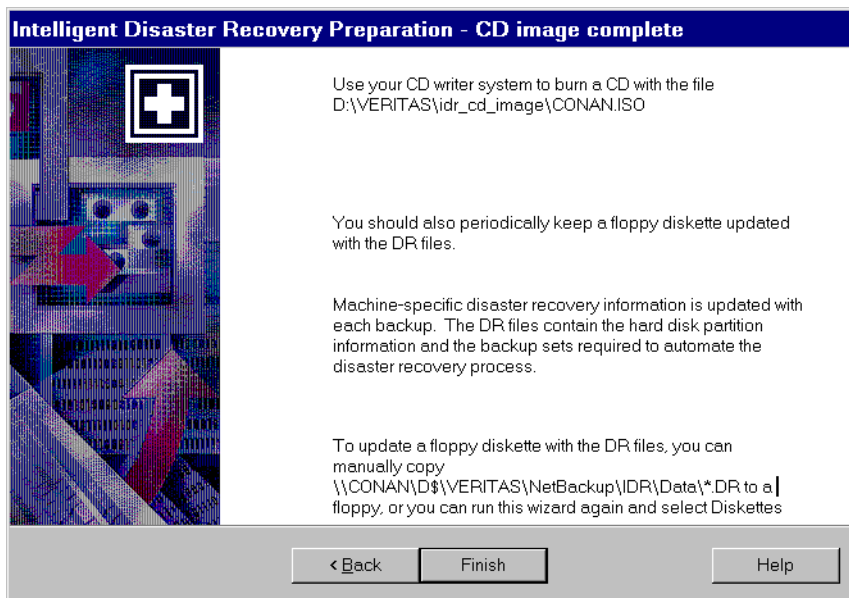 Intelligent Disaster Recovery Preparation - CD image complete
Use your CD writer system to burn a CD with the file
D:\VERITAS\idr_cd_image\CONAN.ISO
You should also periodically keep a floppy diskette updated
with the DR files.
Machine-specific disaster recovery information is updated with
each backup. The DR files contain the hard disk partition
information and the backup sets required to automate the
disaster recovery process.
To update a floppy diskette with the DR files, you can
manually copy
\\CONAN\D$\VERITAS\NetBackup\IDR\Data\*.DR to a
floppy, or you can run this wizard again and select Diskettes
< Back
Finish
Help